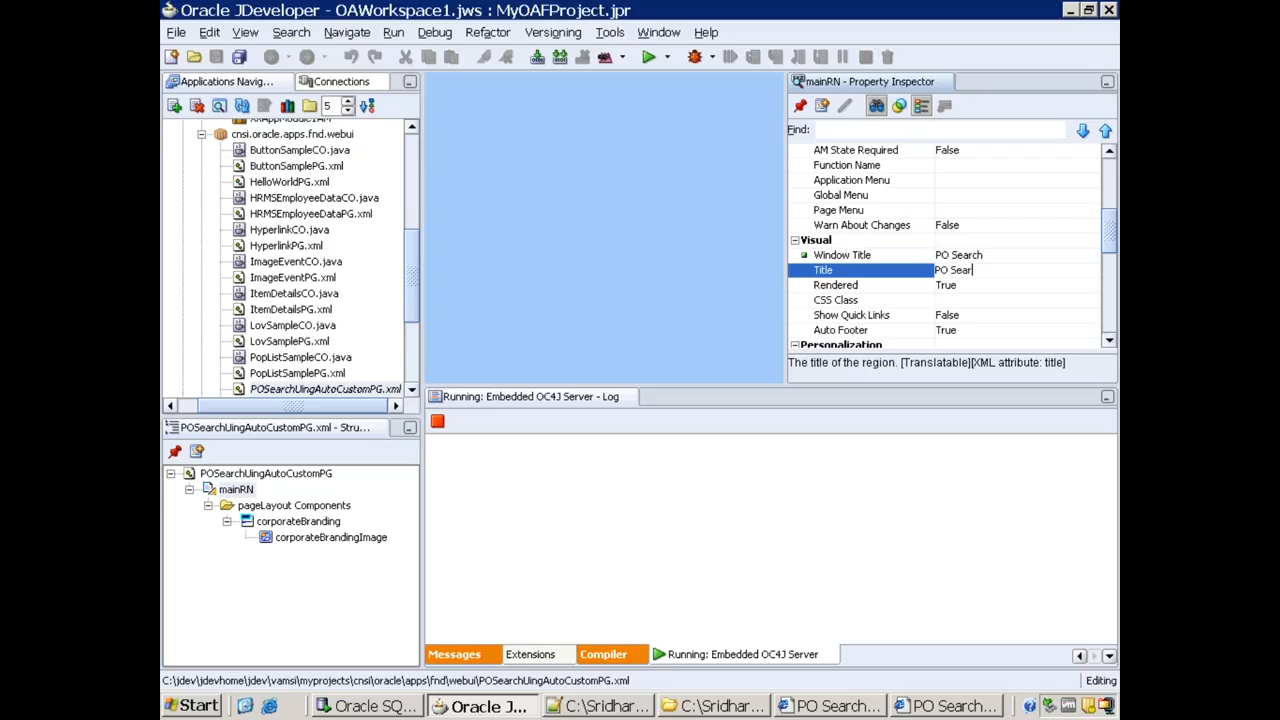 Oracle JDeveloper - OAWorkspace1.jws : MyOAFProject.jpr
File Edit View Search Navigate Run Debug Refactor Versioning Tools Window Help
Applications Navig... Connections
5
cnsi.oracle.apps.fnd.webui
ButtonSampleCO.java
ButtonSamplePG.xml
HelloWorldPG.xml
HRMSEmployeeDataCO.java
HRMSEmployeeDataPG.xml
HyperlinkCO.java
HyperlinkPG.xml
ImageEventCO.java
ImageEventPG.xml
ItemDetailsCO.java
ItemDetailsPG.xml
LovSampleCO.java
LovSamplePG.xml
PopListSampleCO.java
PopListSamplePG.xml
POSearchUingAutoCustomPG.xml
POSearchUingAutoCustomPG.xml - Stru...
POSearchUingAutoCustomPG
mainRN
pageLayout Components
corporateBranding
corporateBrandingImage
mainRN - Property Inspector
Find:
AM State Required False
Function Name
Application Menu
Global Menu
Page Menu
Warn About Changes False
Visual
Window Title PO Search
Title PO Sear
Rendered True
CSS Class
Show Quick Links False
Auto Footer True
Personalization
The title of the region. [Translatable][XML attribute: title]
Running: Embedded OC4J Server - Log
Messages Extensions Compiler Running: Embedded OC4J Server
C:\jdev\jdevhome\jdev\vamsi\myprojects\cnsi\oracle\apps\fnd\webui\POSearchUingAutoCustomPG.xml Editing
Start Oracle SQ... Oracle J... C:\Sridhar... C:\Sridhar... PO Search... PO Search...